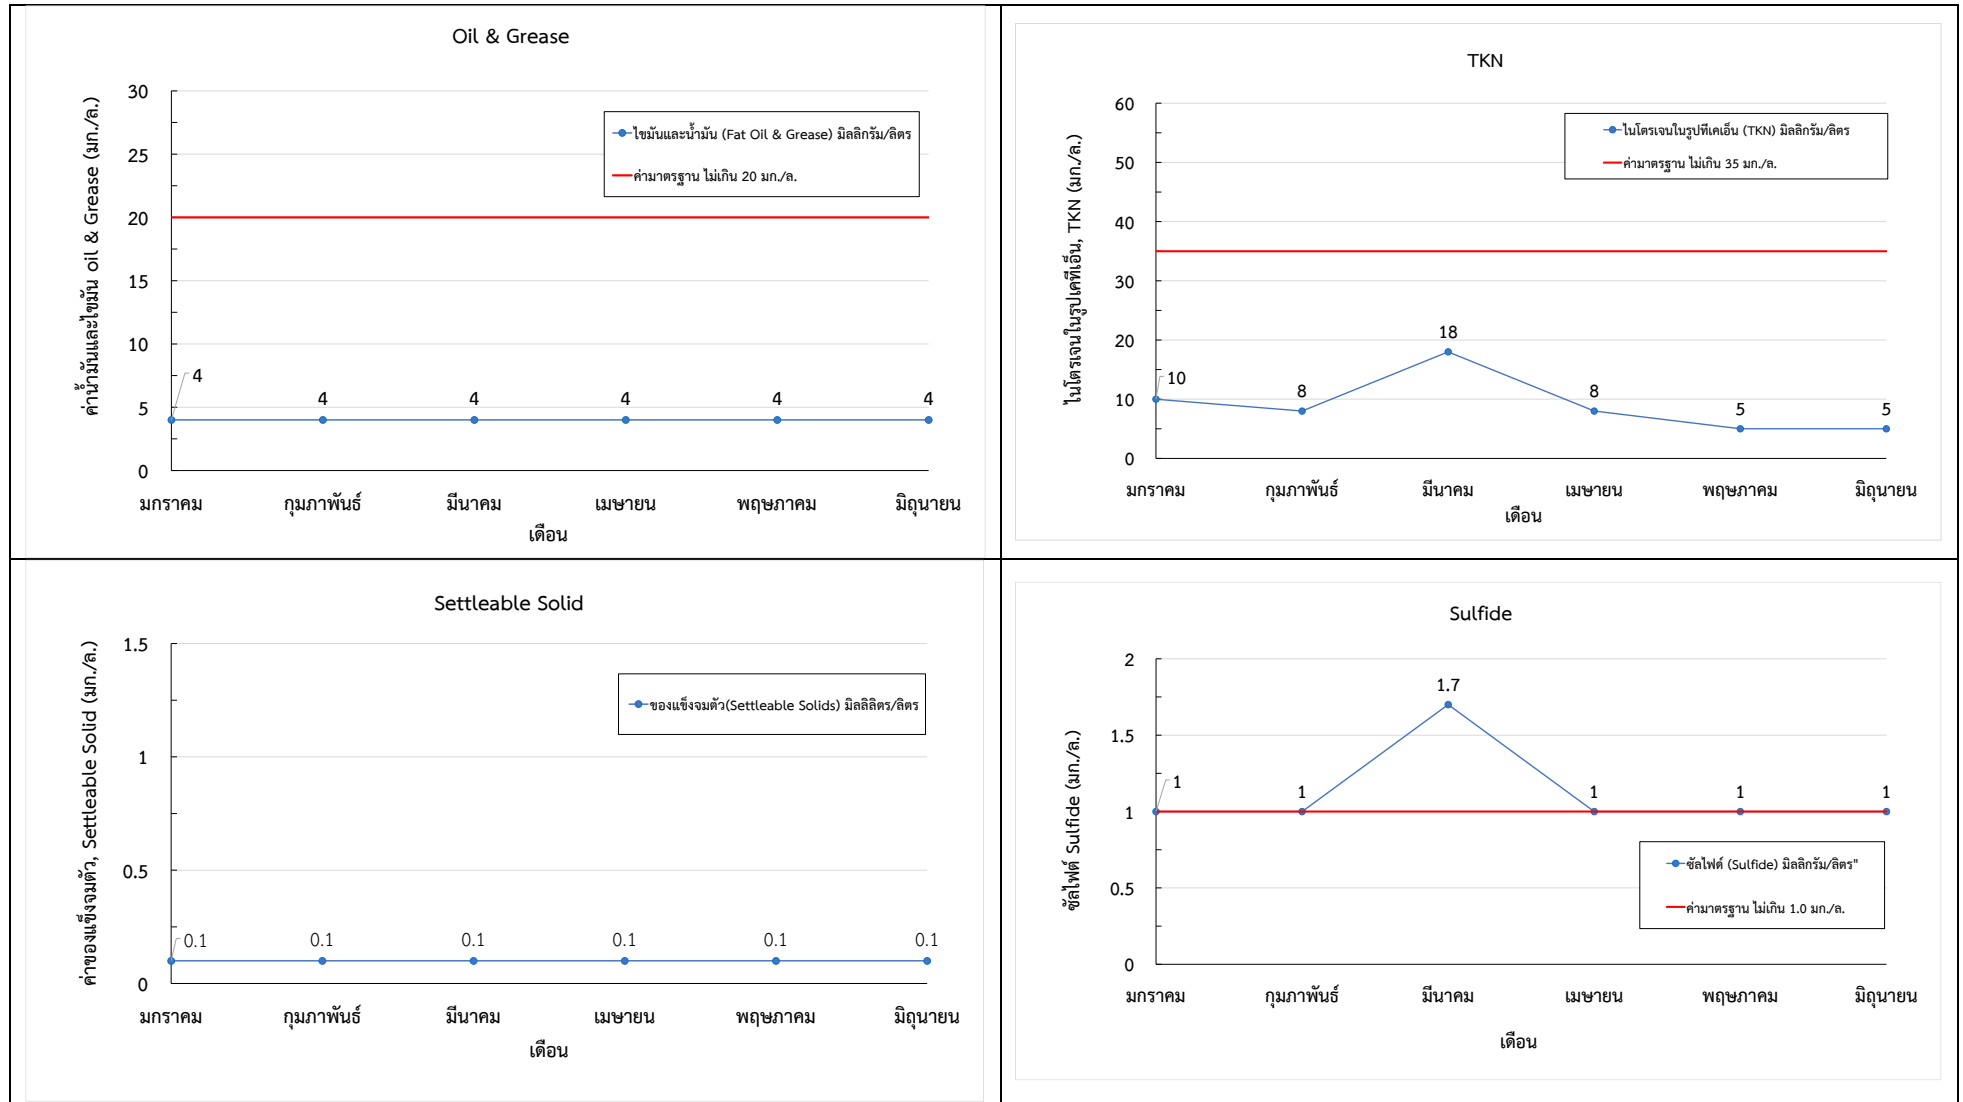 Oil & Grease
ค่าน้ำมันและไขมัน oil & Grease (มก./ล.)
30
25
20
15
10
5
0
ไขมันและน้ำมัน (Fat Oil & Grease) มิลลิกรัม/ลิตร
ค่ามาตรฐาน ไม่เกิน 20 มก./ล.
4
4
4
4
4
4
มกราคม
กุมภาพันธ์
มีนาคม
เมษายน
พฤษภาคม
มิถุนายน
เดือน
TKN
ไนโตรเจนในรูปเคทีเอ็น, TKN (มก./ล.)
60
50
40
30
20
10
0
ไนโตรเจนในรูปทีเคเอ็น (TKN) มิลลิกรัม/ลิตร
ค่ามาตรฐาน ไม่เกิน 35 มก./ล.
10
8
18
8
5
5
มกราคม
กุมภาพันธ์
มีนาคม
เมษายน
พฤษภาคม
มิถุนายน
เดือน
Settleable Solid
ค่าของแข็งจมตัว, Settleable Solid (มก./ล.)
1.5
1
0.5
0
ของแข็งจมตัว(Settleable Solids) มิลลิลิตร/ลิตร
0.1
0.1
0.1
0.1
0.1
0.1
มกราคม
กุมภาพันธ์
มีนาคม
เมษายน
พฤษภาคม
มิถุนายน
เดือน
Sulfide
ซัลไฟด์ Sulfide (มก./ล.)
2
1.5
1
0.5
0
ซัลไฟด์ (Sulfide) มิลลิกรัม/ลิตร"
ค่ามาตรฐาน ไม่เกิน 1.0 มก./ล.
1
1
1.7
1
1
1
มกราคม
กุมภาพันธ์
มีนาคม
เมษายน
พฤษภาคม
มิถุนายน
เดือน